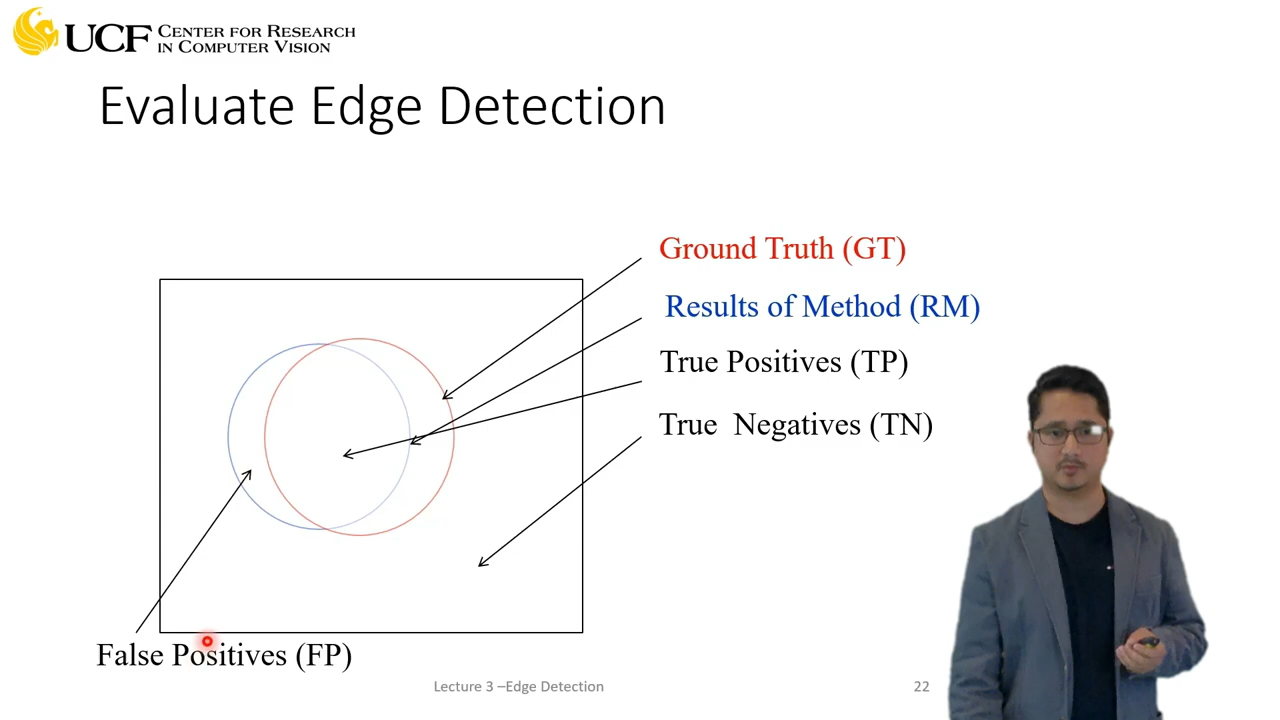 UCF CENTER FOR RESEARCH
IN COMPUTER VISION
Evaluate Edge Detection
Ground Truth (GT)
Results of Method (RM)
True Positives (TP)
True Negatives (TN)
False Positives (FP)
Lecture 3 –Edge Detection
22